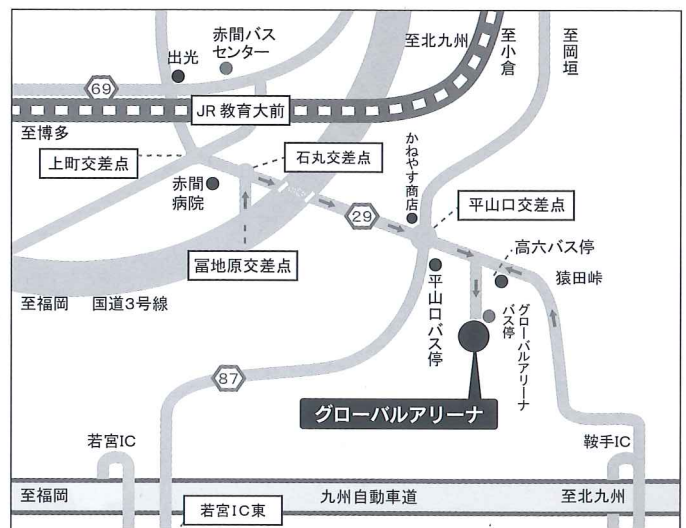 赤間バス
センター
出光
至北九州
至小倉
至岡垣
69
JR 教育大前
至博多
上町交差点
石丸交差点
かねやす商店
赤間
病院
29
平山口交差点
冨地原交差点
高六バス停
猿田峠
至福岡 国道3号線
平山口バス停
グローバルアリーナ
バス停
87
グローバルアリーナ
若宮IC
鞍手IC
至福岡
九州自動車道
至北九州
若宮IC東